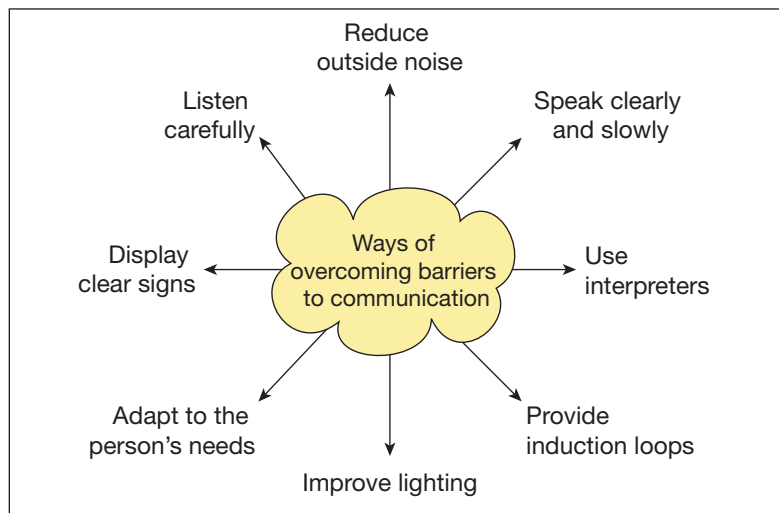 Reduce
outside noise
Speak clearly
and slowly
Use
interpreters
Provide
induction loops
Improve lighting
Adapt to the
person's needs
Display
clear signs
Listen
carefully
Ways of
overcoming barriers
to communication